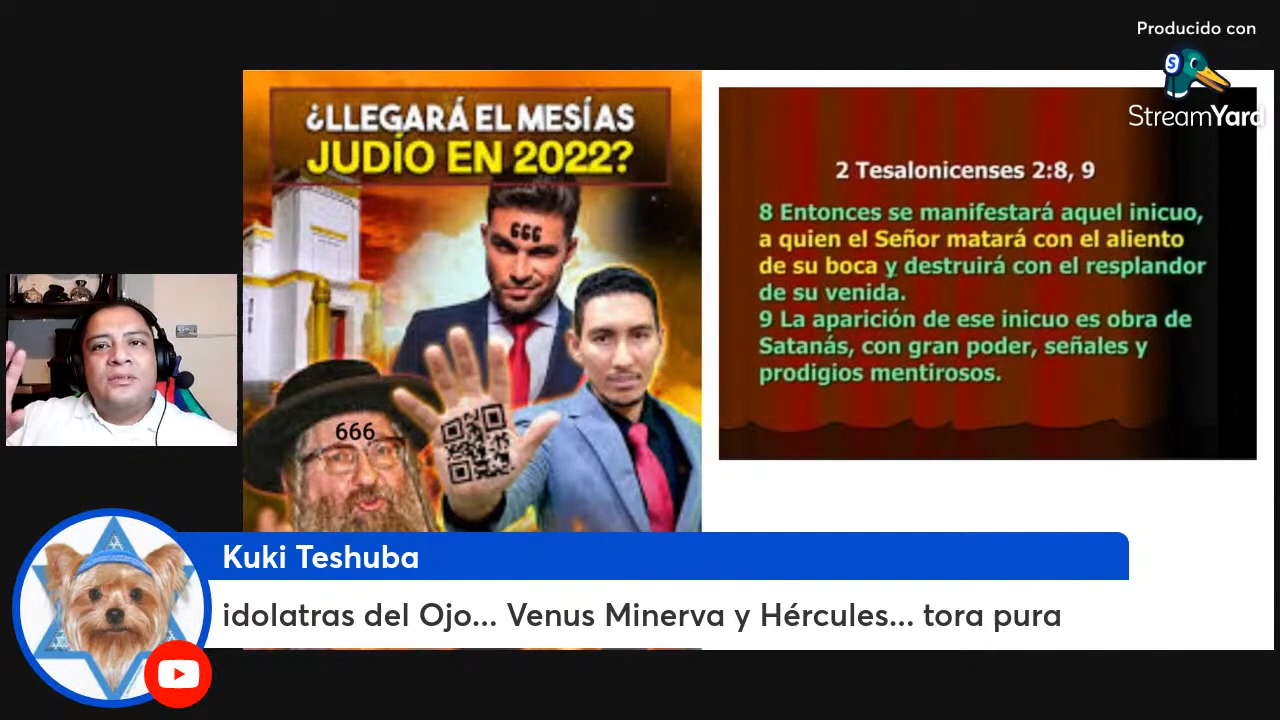 Producido con
StreamYard
¿LLEGARÁ EL MESÍAS
JUDÍO EN 2022?
666
666
2 Tesalonicenses 2:8, 9
8 Entonces se manifestará aquel inicuo,
a quien el Señor matará con el aliento
de su boca y destruirá con el resplandor
de su venida.
9 La aparición de ese inicuo es obra de
Satanás, con gran poder, señales y
prodigios mentirosos.
Kuki Teshuba
idolatras del Ojo... Venus Minerva y Hércules... tora pura